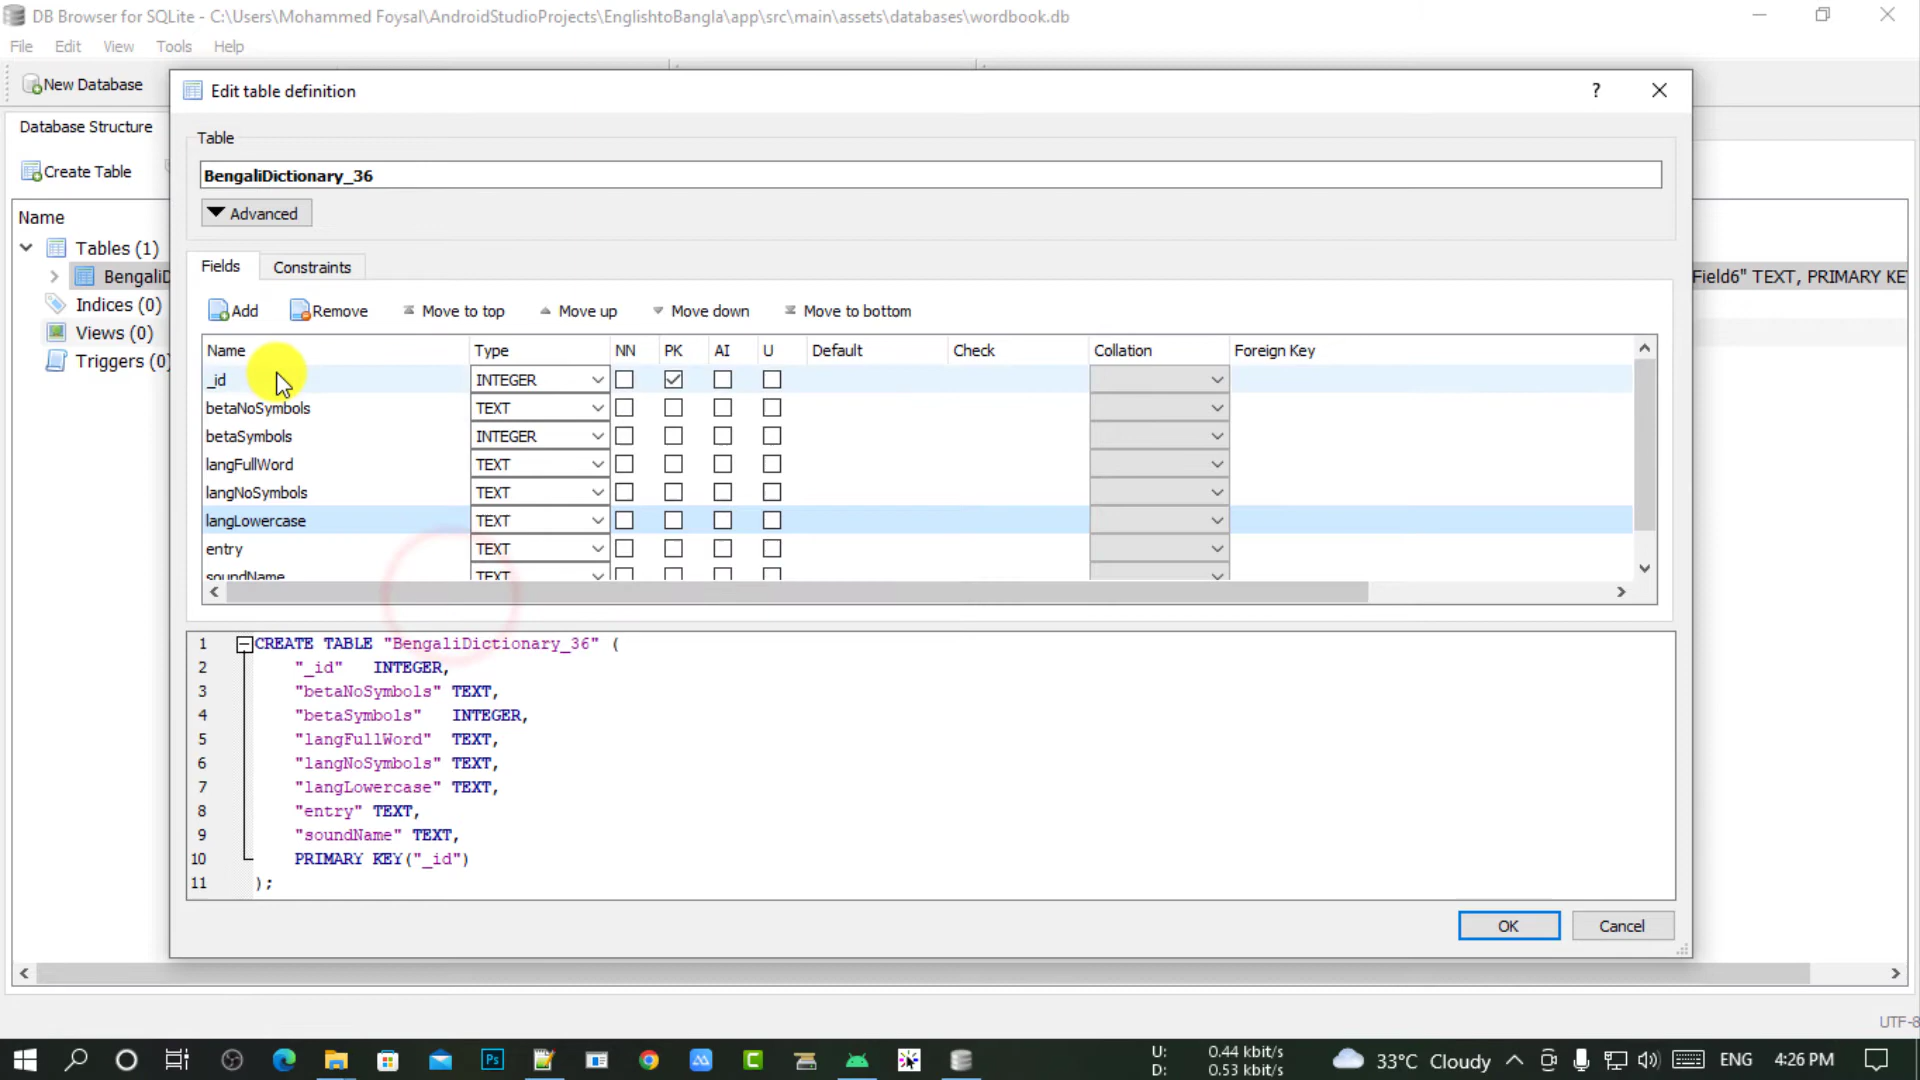 DB Browser for SQLite - C:\Users\Mohammed Foysal\AndroidStudioProjects\EnglishtoBangla\app\src\main\assets\databases\wordbook.db
File Edit View Tools Help
New Database
Edit table definition
Database Structure
Table
Create Table
BengaliDictionary_36
Advanced
Name
Tables (1)
Fields Constraints
Field6" TEXT, PRIMARY KE
Indices (0)
Add Remove Move to top Move up Move down Move to bottom
Views (0)
Name Type NN PK AI U Default Check Collation Foreign Key
Triggers (0)
_id INTEGER
betaNoSymbols TEXT
betaSymbols INTEGER
langFullWord TEXT
langNoSymbols TEXT
langLowercase TEXT
entry TEXT
soundName TEXT
1 CREATE TABLE "BengaliDictionary_36" (
2 "_id" INTEGER,
3 "betaNoSymbols" TEXT,
4 "betaSymbols" INTEGER,
5 "langFullWord" TEXT,
6 "langNoSymbols" TEXT,
7 "langLowercase" TEXT,
8 "entry" TEXT,
9 "soundName" TEXT,
10 PRIMARY KEY("_id")
11 );
OK Cancel
UTF-8
U: 0.44 kbit/s
D: 0.53 kbit/s
33°C Cloudy
ENG 4:26 PM